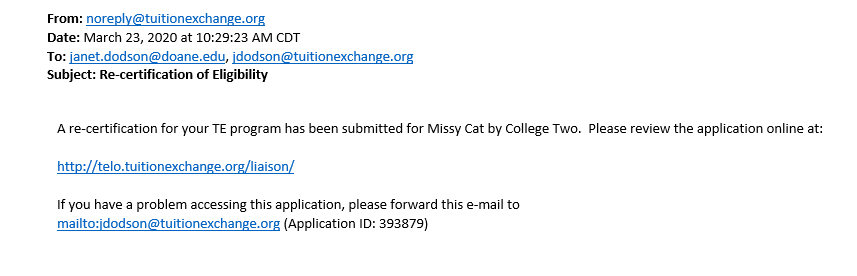 From: noreply@tuitionexchange.org
Date: March 23, 2020 at 10:29:23 AM CDT
To: janet.dodson@doane.edu, jdodson@tuitionexchange.org
Subject: Re-certification of Eligibility
A re-certification for your TE program has been submitted for Missy Cat by College Two.  Please review the application online at:
http://telo.tuitionexchange.org/liaison/
If you have a problem accessing this application, please forward this e-mail to
mailto:jdodson@tuitionexchange.org (Application ID: 393879)